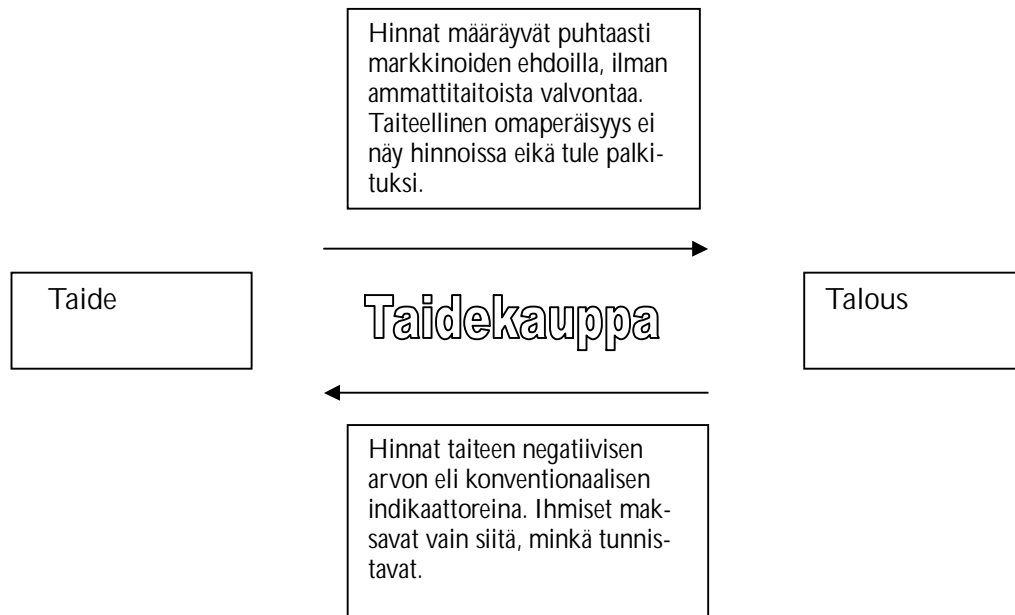 Hinnat määräyvät puhtaasti
markkinoiden ehdoilla, ilman
ammattitaitoista valvontaa.
Taiteellinen omaperäisyys ei
näy hinnoissa eikä tule palki-
tuksi.
Taide
Taidekauppa
Talous
Hinnat taiteen negatiivisen
arvon eli konventionaalisen
indikaattoreina. Ihmiset mak-
savat vain siitä, minkä tunnis-
tavat.